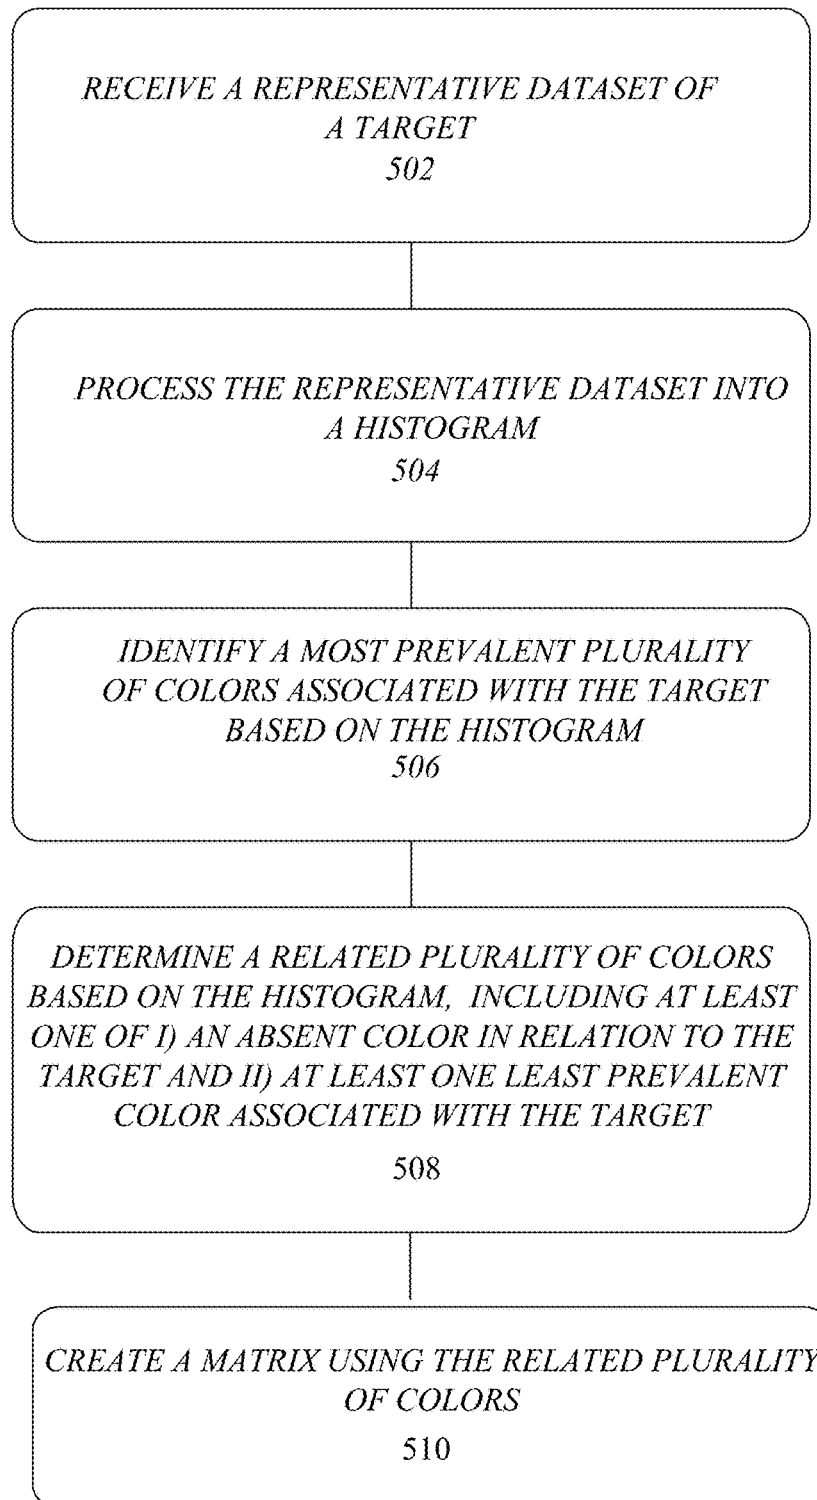 RECEIVE A REPRESENTATIVE DATASET OF
A TARGET
502
PROCESS THE REPRESENTATIVE DATASET INTO
A HISTOGRAM
504
IDENTIFY A MOST PREVALENT PLURALITY
OF COLORS ASSOCIATED WITH THE TARGET
BASED ON THE HISTOGRAM
506
DETERMINE A RELATED PLURALITY OF COLORS
BASED ON THE HISTOGRAM, INCLUDING AT LEAST
ONE OF I) AN ABSENT COLOR IN RELATION TO THE
TARGET AND II) AT LEAST ONE LEAST PREVALENT
COLOR ASSOCIATED WITH THE TARGET
508
CREATE A MATRIX USING THE RELATED PLURALITY
OF COLORS
510